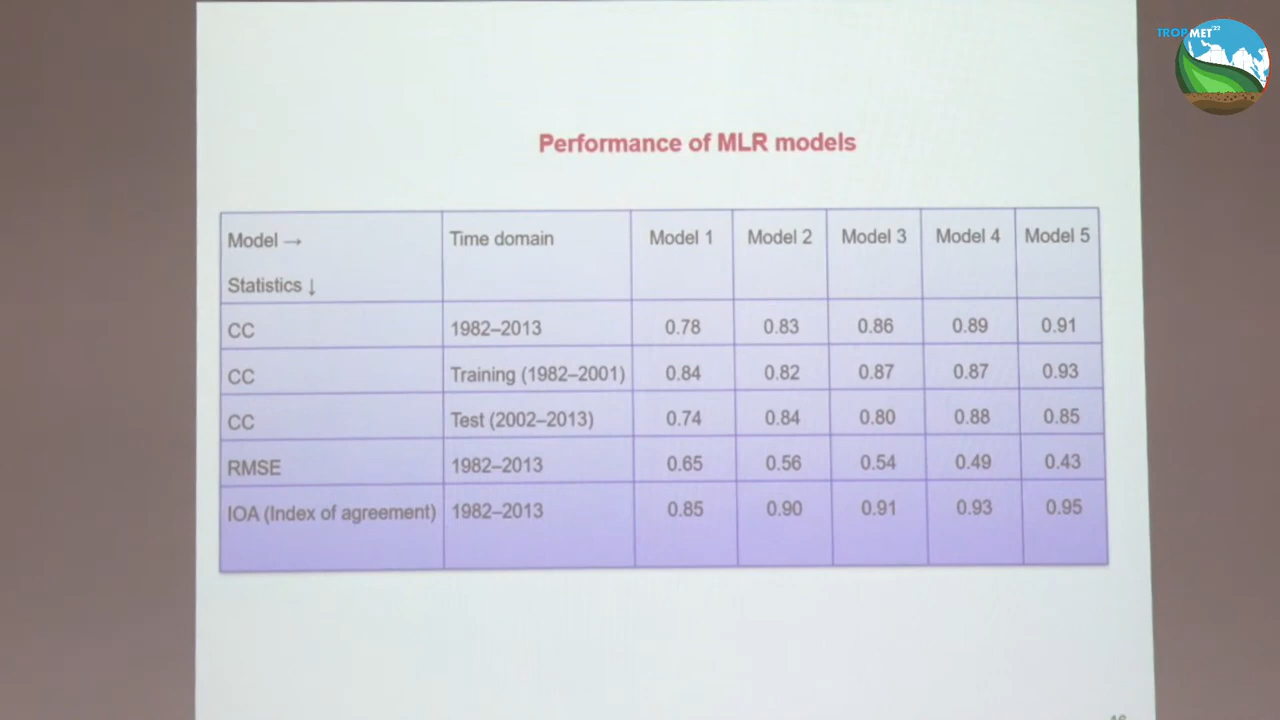 TROPMET'23
Performance of MLR models
Model → Time domain Model 1 Model 2 Model 3 Model 4 Model 5
Statistics ↓
CC 1982–2013 0.78 0.83 0.86 0.89 0.91
CC Training (1982–2001) 0.84 0.82 0.87 0.87 0.93
CC Test (2002–2013) 0.74 0.84 0.80 0.88 0.85
RMSE 1982–2013 0.65 0.56 0.54 0.49 0.43
IOA (Index of agreement) 1982–2013 0.85 0.90 0.91 0.93 0.95